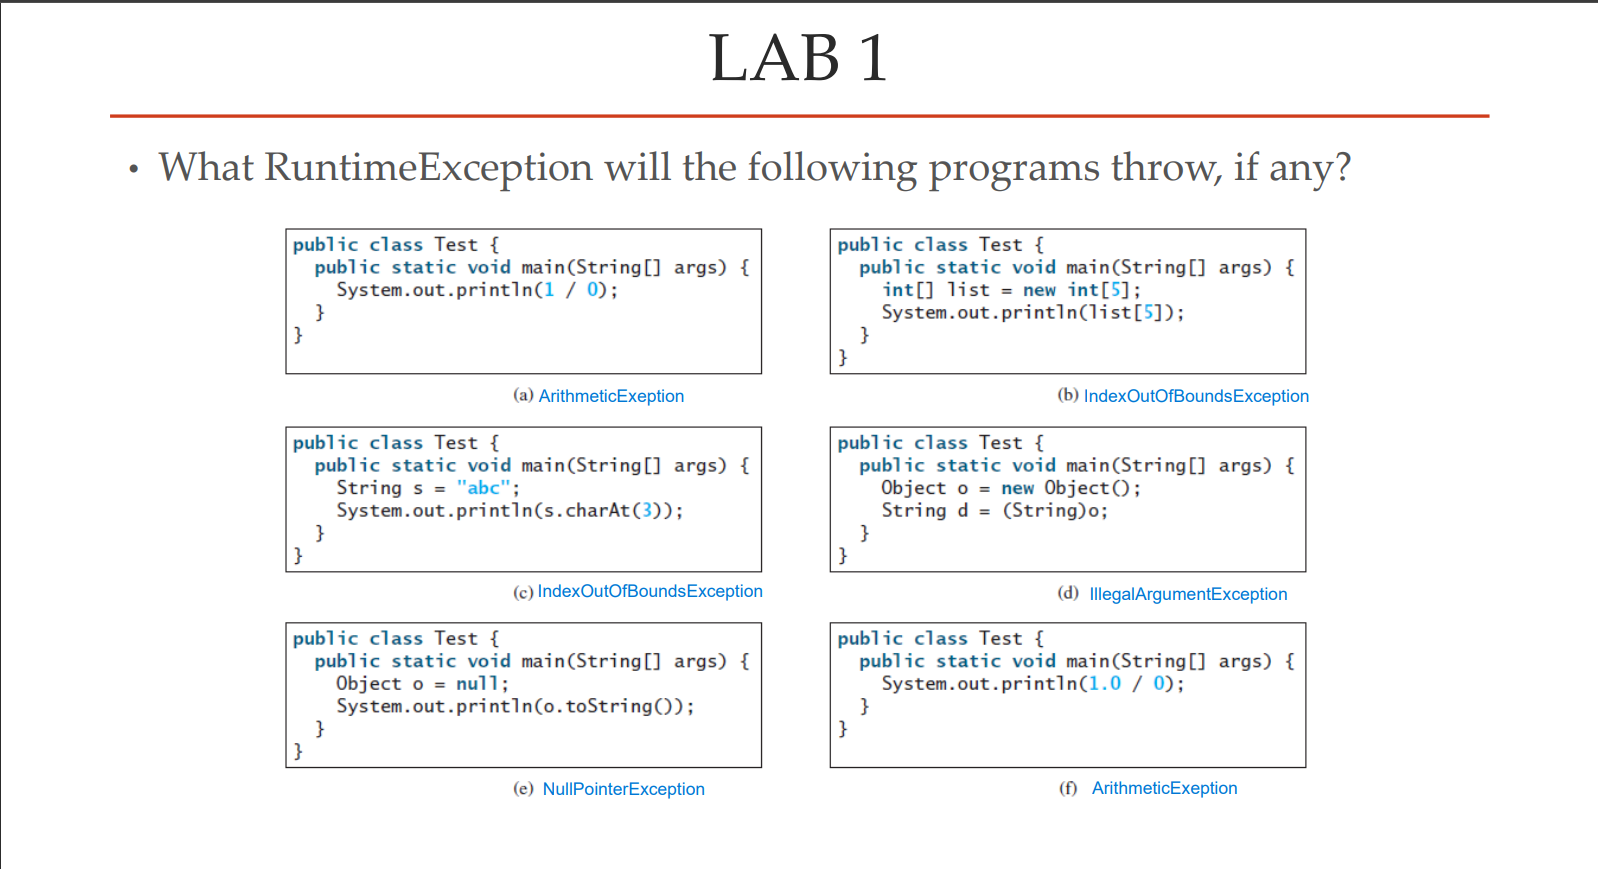 LAB 1
• What RuntimeException will the following programs throw, if any?
public class Test {
public static void main(String[] args) {
System.out.println(1 / 0);
}
}
(a) ArithmeticExeption
public class Test {
public static void main(String[] args) {
int[] list = new int[5];
System.out.println(list[5]);
}
}
(b) IndexOutOfBoundsException
public class Test {
public static void main(String[] args) {
String s = "abc";
System.out.println(s.charAt(3));
}
}
(c) IndexOutOfBoundsException
public class Test {
public static void main(String[] args) {
Object o = new Object();
String d = (String)o;
}
}
(d) IllegalArgumentException
public class Test {
public static void main(String[] args) {
Object o = null;
System.out.println(o.toString());
}
}
(e) NullPointerException
public class Test {
public static void main(String[] args) {
System.out.println(1.0 / 0);
}
}
(f) ArithmeticExeption